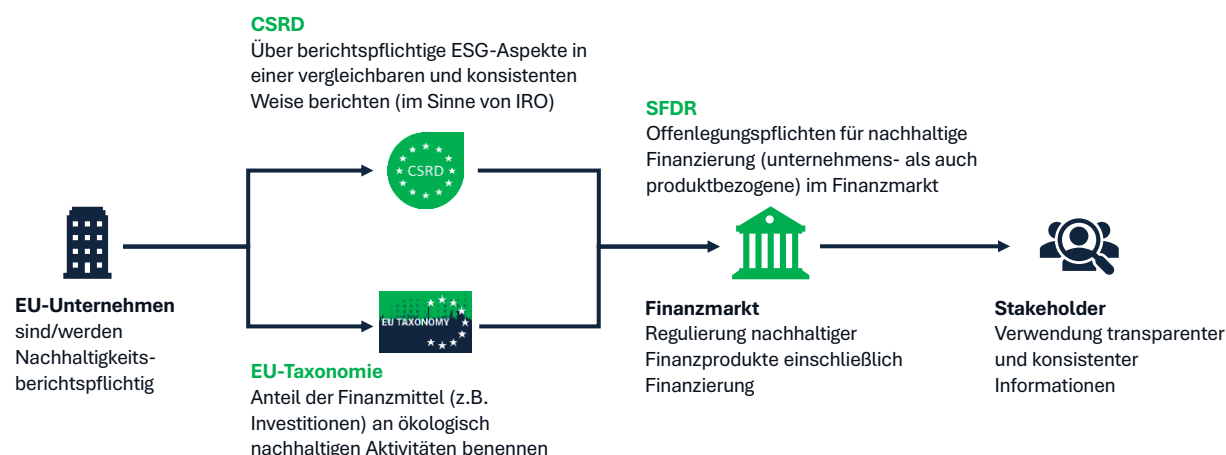 CSRD
Über berichtspflichtige ESG-Aspekte in
einer vergleichbaren und konsistenten
Weise berichten (im Sinne von IRO)
SFDR
Offenlegungspflichten für nachhaltige
Finanzierung (unternehmens- als auch
produktbezogene) im Finanzmarkt
CSRD
EU-Unternehmen
sind/werden
Nachhaltigkeits-
berichtspflichtig
EU TAXONOMY
EU-Taxonomie
Anteil der Finanzmittel (z.B.
Investitionen) an ökologisch
nachhaltigen Aktivitäten benennen
Finanzmarkt
Regulierung nachhaltiger
Finanzprodukte einschließlich
Finanzierung
Stakeholder
Verwendung transparenter
und konsistenter
Informationen